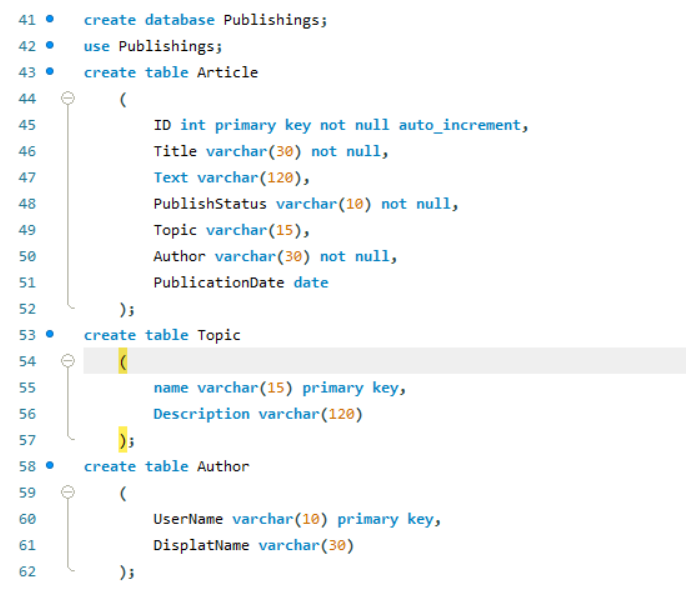 41 create database Publishings;
42 use Publishings;
43 create table Article
44 (
45 ID int primary key not null auto_increment,
46 Title varchar(30) not null,
47 Text varchar(120),
48 PublishStatus varchar(10) not null,
49 Topic varchar(15),
50 Author varchar(30) not null,
51 PublicationDate date
52 );
53 create table Topic
54 (
55 name varchar(15) primary key,
56 Description varchar(120)
57 );
58 create table Author
59 (
60 UserName varchar(10) primary key,
61 DisplatName varchar(30)
62 );